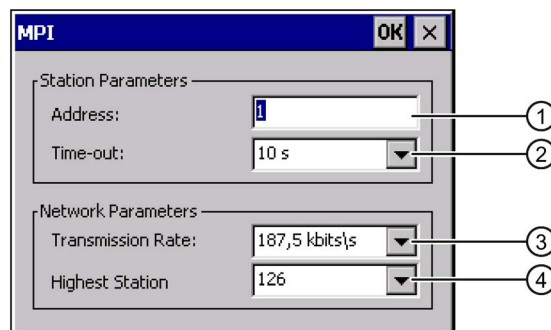 MPI OK ×
Station Parameters
Address: 1 ①
Time-out: 10 s ②
Network Parameters
Transmission Rate: 187,5 kbits\s ③
Highest Station 126 ④